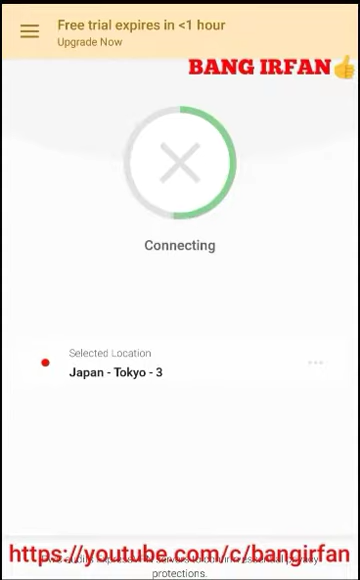 Free trial expires in <1 hour
Upgrade Now
BANG IRFAN👍
Connecting
Selected Location
Japan - Tokyo - 3
https://youtube.com/c/bangirfan
protections.